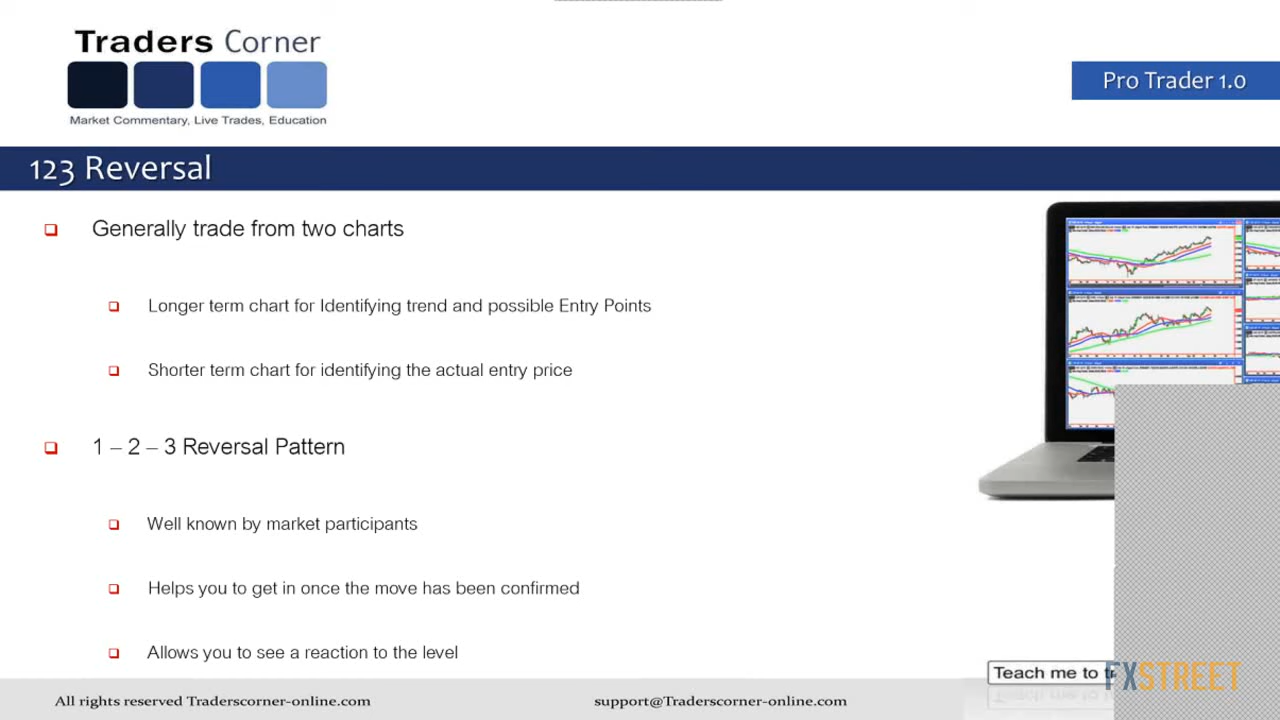 Traders Corner
Market Commentary, Live Trades, Education
Pro Trader 1.0
123 Reversal
Generally trade from two charts
Longer term chart for Identifying trend and possible Entry Points
Shorter term chart for identifying the actual entry price
1 – 2 – 3 Reversal Pattern
Well known by market participants
Helps you to get in once the move has been confirmed
Allows you to see a reaction to the level
Teach me to
FXSTREET
All rights reserved Traderscorner-online.com
support@Traderscorner-online.com